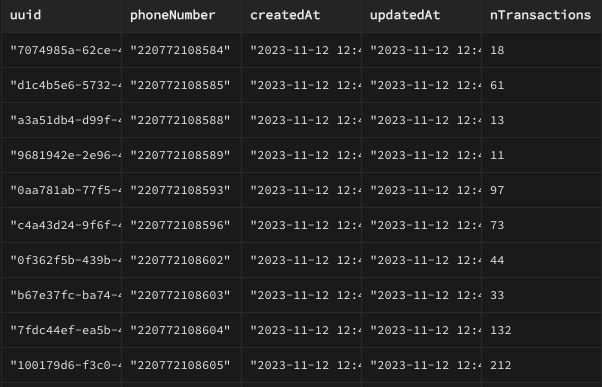 uuid phoneNumber createdAt updatedAt nTransactions
"7074985a-62ce-4 "220772108584" "2023-11-12 12:4 "2023-11-12 12:4 18
"d1c4b5e6-5732-4 "220772108585" "2023-11-12 12:4 "2023-11-12 12:4 61
"a3a51db4-d99f-4 "220772108588" "2023-11-12 12:4 "2023-11-12 12:4 13
"9681942e-2e96-4 "220772108589" "2023-11-12 12:4 "2023-11-12 12:4 11
"0aa781ab-77f5-4 "220772108593" "2023-11-12 12:4 "2023-11-12 12:4 97
"c4a43d24-9f6f-4 "220772108596" "2023-11-12 12:4 "2023-11-12 12:4 73
"0f362f5b-439b-4 "220772108602" "2023-11-12 12:4 "2023-11-12 12:4 44
"b67e37fc-ba74-4 "220772108603" "2023-11-12 12:4 "2023-11-12 12:4 33
"7fdc44ef-ea5b-4 "220772108604" "2023-11-12 12:4 "2023-11-12 12:4 132
"100179d6-f3c0-4 "220772108605" "2023-11-12 12:4 "2023-11-12 12:4 212